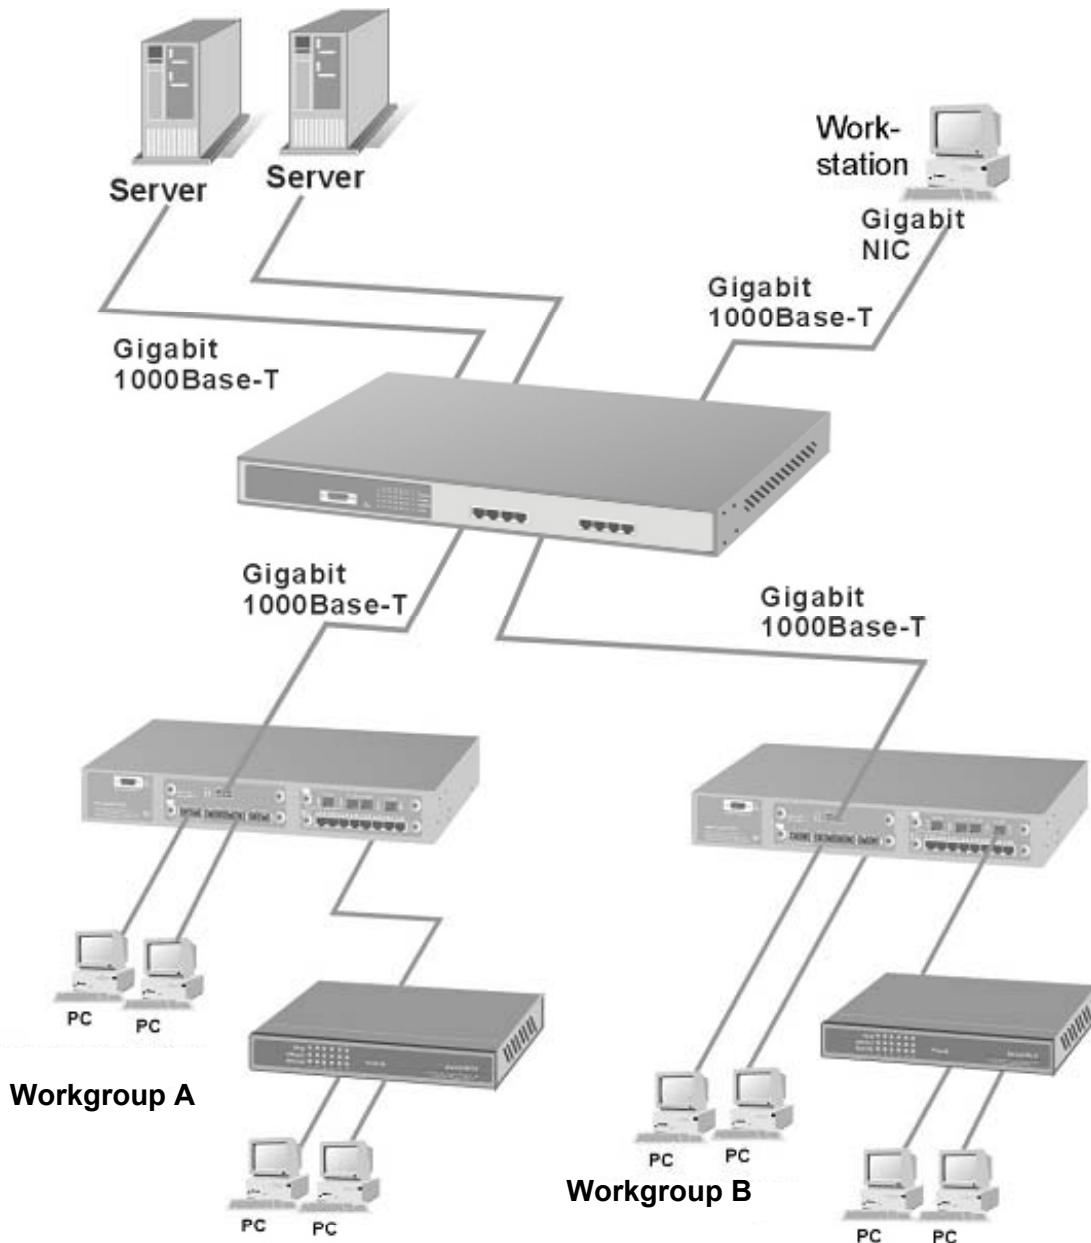 Server
Server
Work-
station
Gigabit
NIC
Gigabit
1000Base-T
Gigabit
1000Base-T
Gigabit
1000Base-T
Gigabit
1000Base-T
PC
PC
Workgroup A
PC
PC
PC
PC
Workgroup B
PC
PC